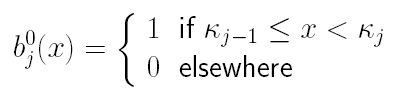 b_j^0(x) = { 1 if κ_{j−1} ≤ x < κ_j
0 elsewhere